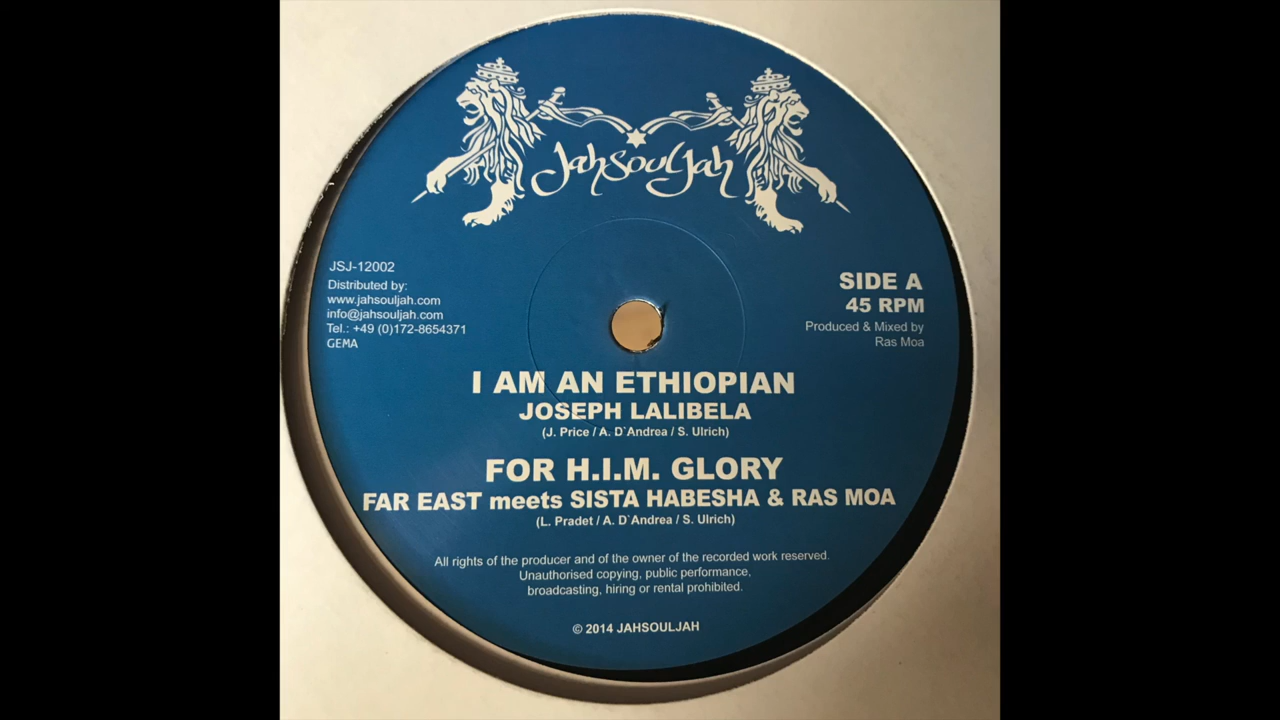 JahSoulJah
JSJ-12002
Distributed by:
www.jahsouljah.com
info@jahsouljah.com
Tel.: +49 (0)172-8654371
GEMA
SIDE A
45 RPM
Produced & Mixed by
Ras Moa
I AM AN ETHIOPIAN
JOSEPH LALIBELA
(J. Price / A. D`Andrea / S. Ulrich)
FOR H.I.M. GLORY
FAR EAST meets SISTA HABESHA & RAS MOA
(L. Pradet / A. D`Andrea / S. Ulrich)
All rights of the producer and of the owner of the recorded work reserved.
Unauthorised copying, public performance,
broadcasting, hiring or rental prohibited.
© 2014 JAHSOULJAH